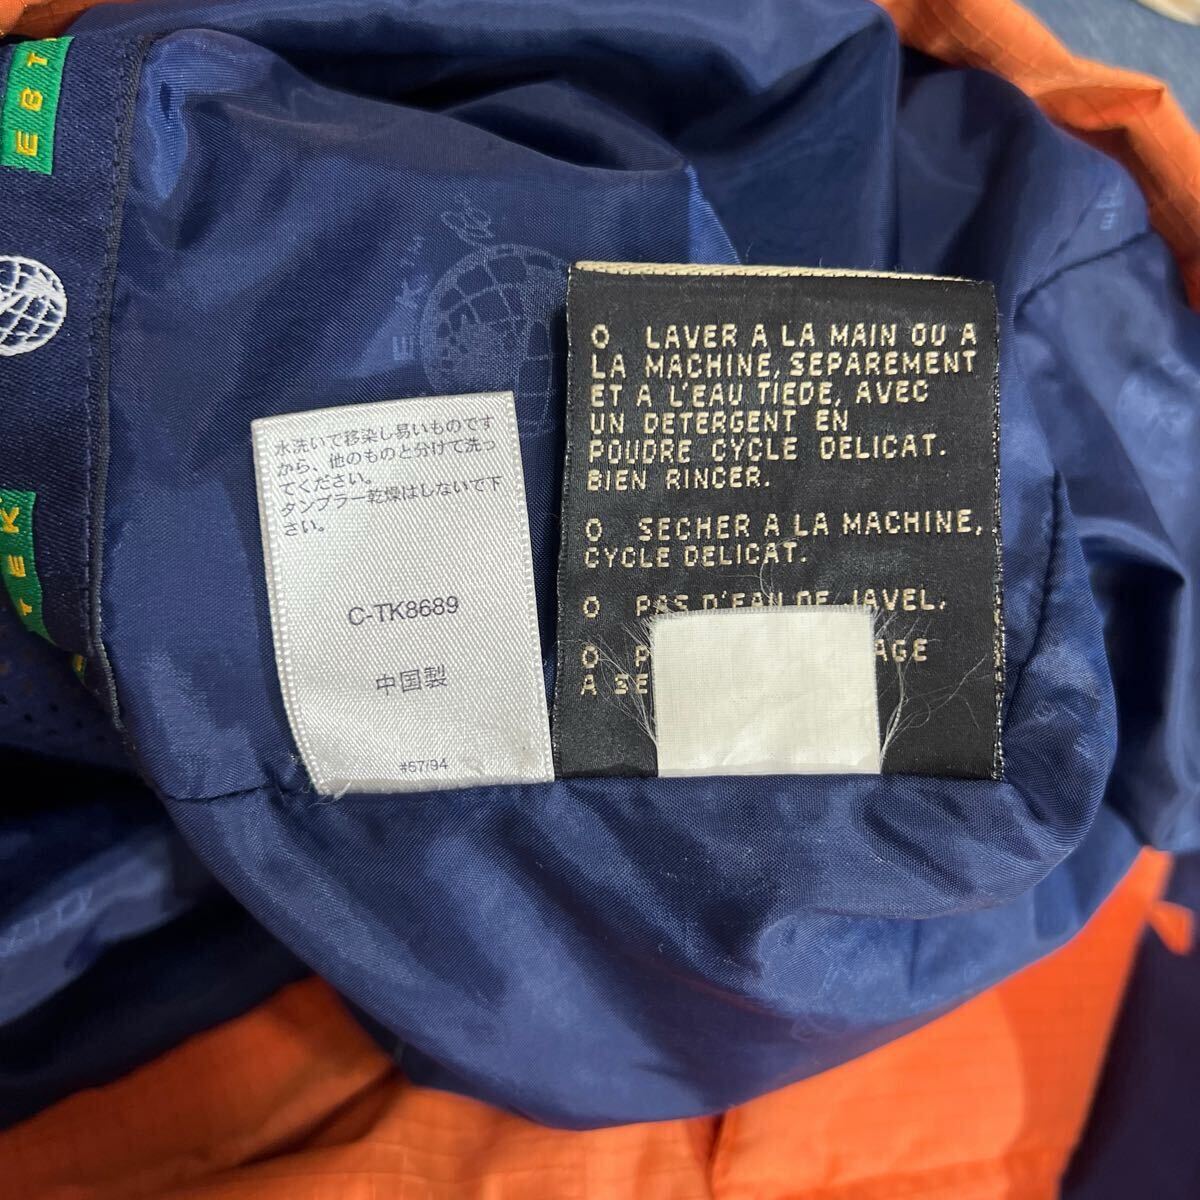 EBT
EK
TEK
水洗いで移染し易いものです
から、他のものと分けて洗っ
てください。
タンブラー乾燥はしないで下
さい。
C-TK8689
中国製
#67/94
O LAVER A LA MAIN OU A
LA MACHINE, SEPAREMENT
ET A L'EAU TIEDE, AVEC
UN DETERGENT EN
POUDRE CYCLE DELICAT.
BIEN RINCER.
O SECHER A LA MACHINE,
CYCLE DELICAT.
O PAS D'EAU DE JAVEL.
O P AGE
A SE